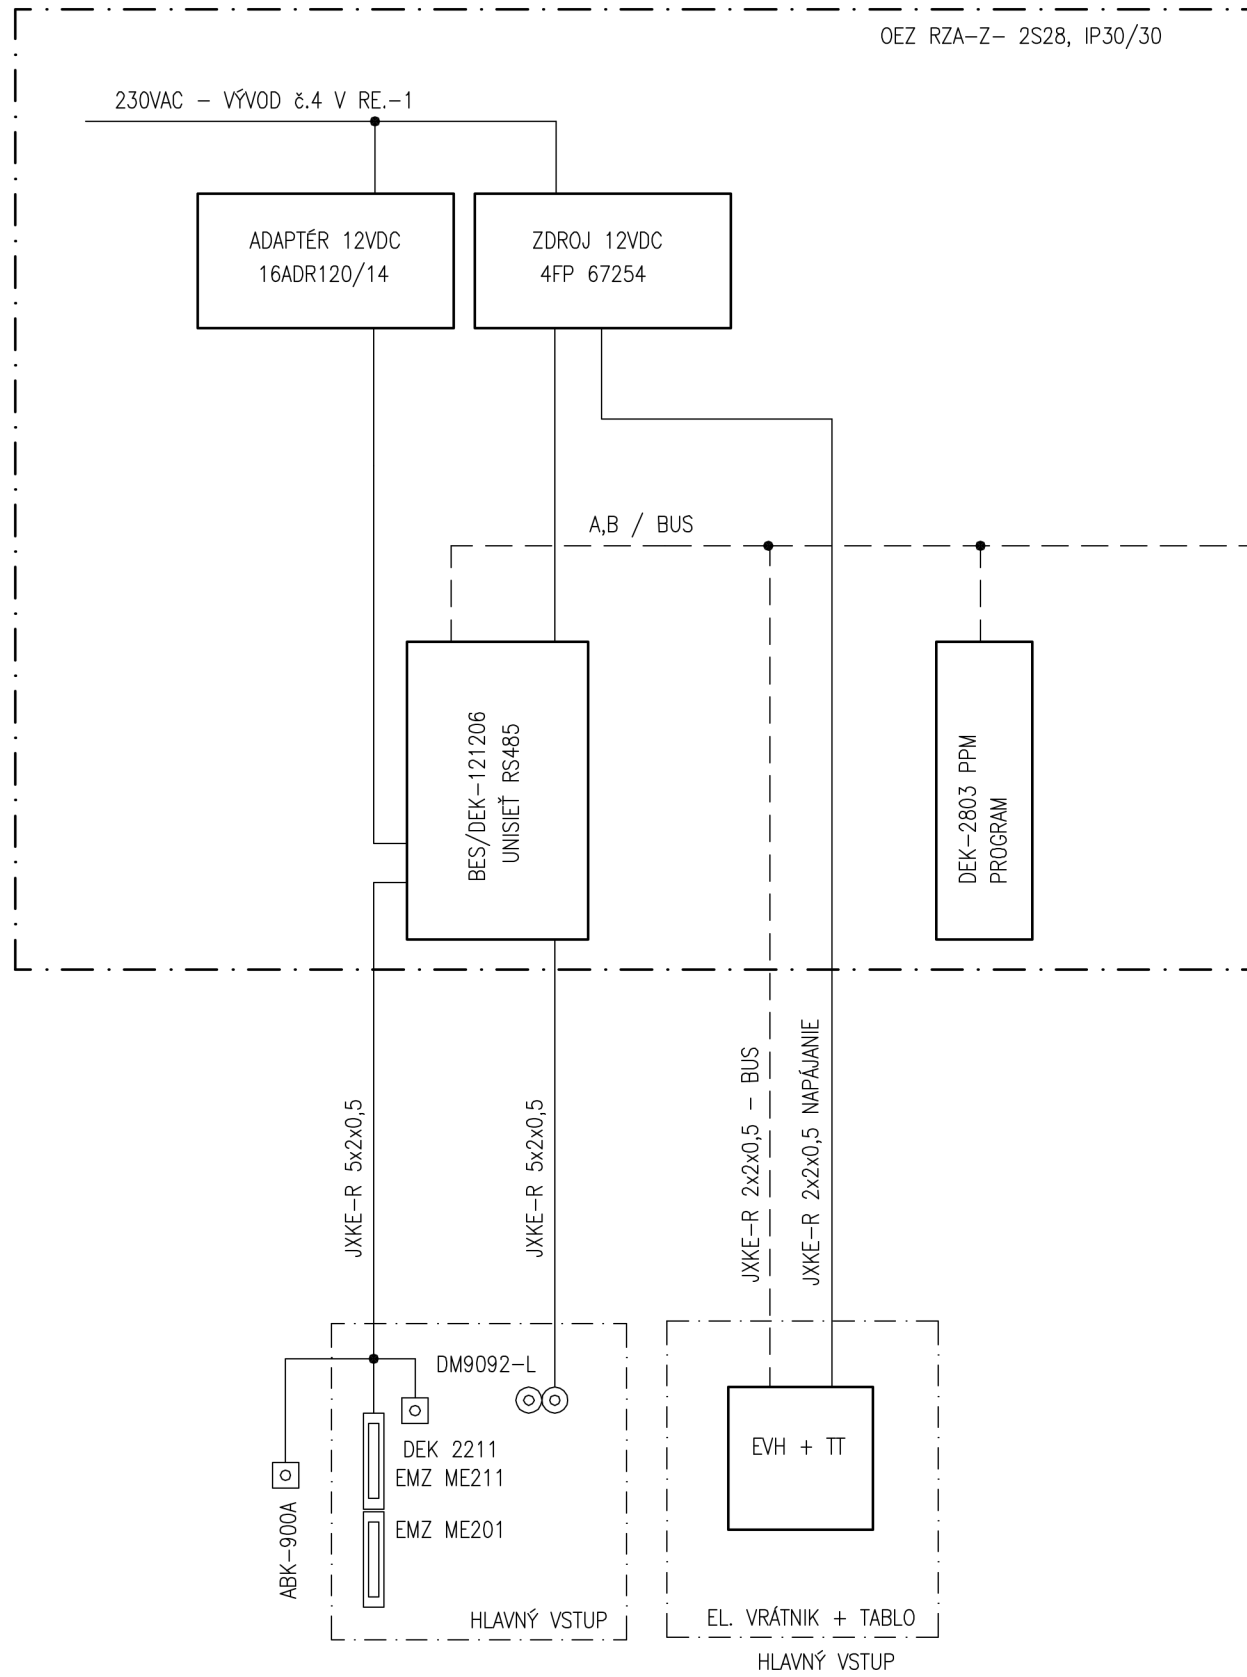 OEZ RZA-Z- 2S28, IP30/30
230VAC - VÝVOD č.4 V RE.-1
ADAPTÉR 12VDC
16ADR120/14
ZDROJ 12VDC
4FP 67254
A,B / BUS
BES/DEK-121206
UNISIEŤ RS485
DEK-2803 PPM
PROGRAM
JXKE-R 5x2x0,5
JXKE-R 5x2x0,5
JXKE-R 2x2x0,5 - BUS
JXKE-R 2x2x0,5 NAPÁJANIE
DM9092-L
DEK 2211
EMZ ME211
EMZ ME201
ABK-900A
HLAVNÝ VSTUP
EVH + TT
EL. VRÁTNIK + TABLO
HLAVNÝ VSTUP